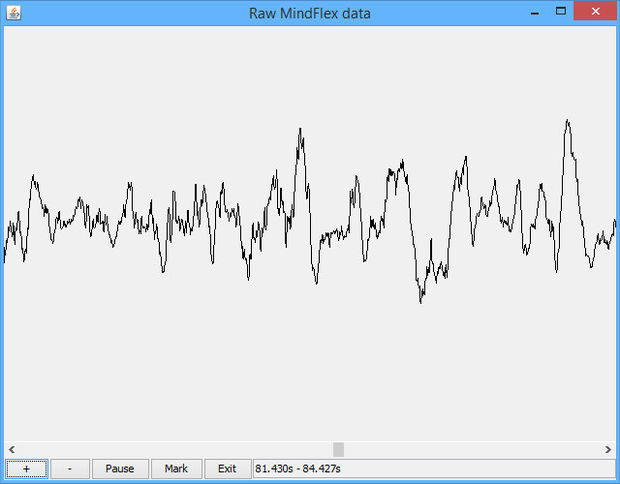 Raw MindFlex data
+ - Pause Mark Exit 81.430s - 84.427s